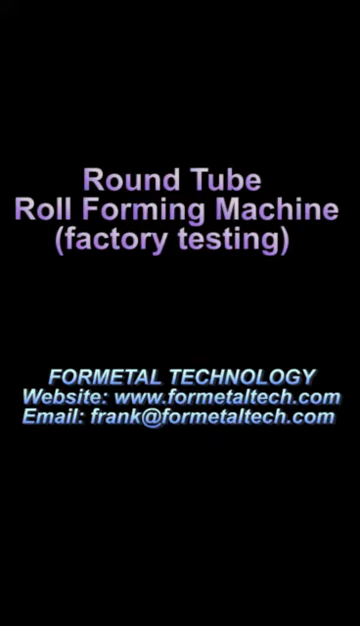 Round Tube
Roll Forming Machine
(factory testing)
FORMETAL TECHNOLOGY
Website: www.formetaltech.com
Email: frank@formetaltech.com